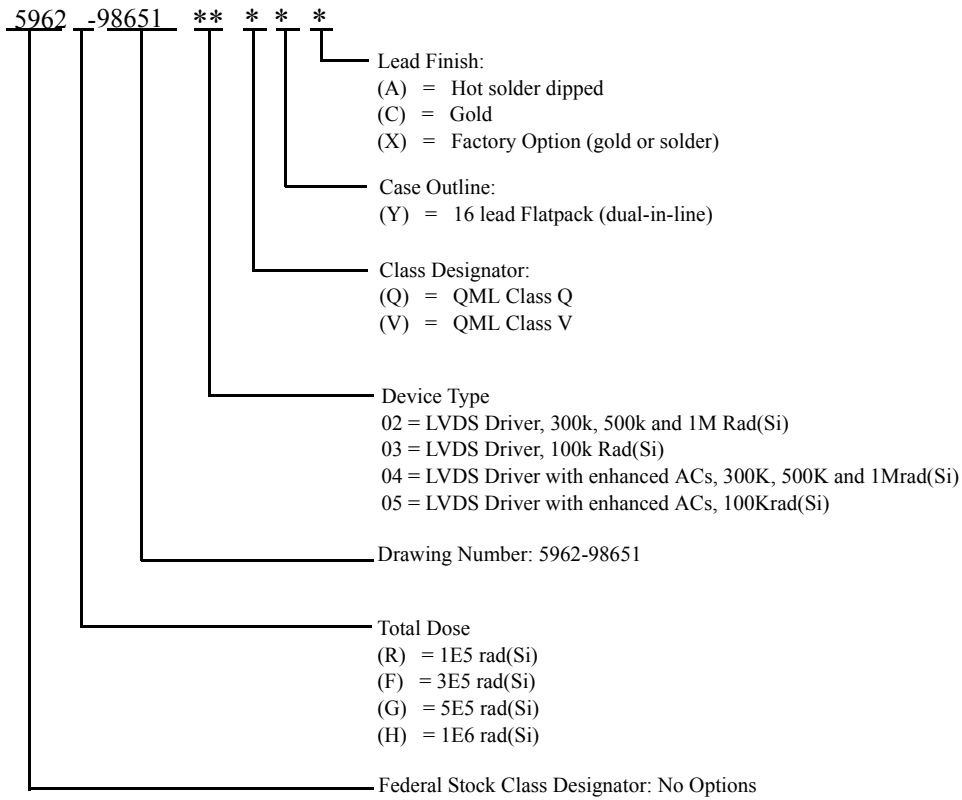 5962 -98651 ** * * *
Lead Finish:
(A) = Hot solder dipped
(C) = Gold
(X) = Factory Option (gold or solder)
Case Outline:
(Y) = 16 lead Flatpack (dual-in-line)
Class Designator:
(Q) = QML Class Q
(V) = QML Class V
Device Type
02 = LVDS Driver, 300k, 500k and 1M Rad(Si)
03 = LVDS Driver, 100k Rad(Si)
04 = LVDS Driver with enhanced ACs, 300K, 500K and 1Mrad(Si)
05 = LVDS Driver with enhanced ACs, 100Krad(Si)
Drawing Number: 5962-98651
Total Dose
(R) = 1E5 rad(Si)
(F) = 3E5 rad(Si)
(G) = 5E5 rad(Si)
(H) = 1E6 rad(Si)
Federal Stock Class Designator: No Options